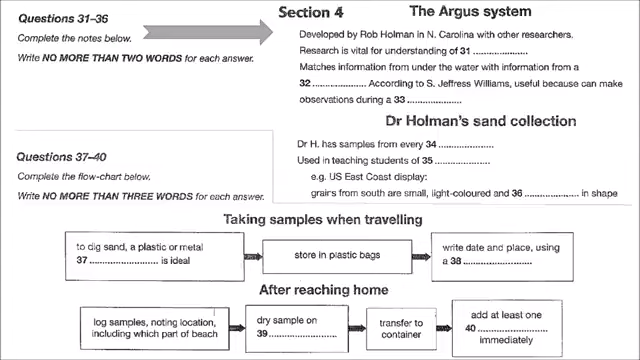 Questions 31–36
Complete the notes below.
Write NO MORE THAN TWO WORDS for each answer.
Section 4
The Argus system
Developed by Rob Holman in N. Carolina with other researchers.
Research is vital for understanding of 31 ....................
Matches information from under the water with information from a
32 .................... According to S. Jeffress Williams, useful because can make
observations during a 33 ....................
Dr Holman's sand collection
Dr H. has samples from every 34 ....................
Used in teaching students of 35 ....................
e.g. US East Coast display:
grains from south are small, light-coloured and 36 .................... in shape
Questions 37–40
Complete the flow-chart below.
Write NO MORE THAN THREE WORDS for each answer.
Taking samples when travelling
to dig sand, a plastic or metal
37 .................... is ideal
store in plastic bags
write date and place, using
a 38 ....................
After reaching home
log samples, noting location,
including which part of beach
dry sample on
39 ....................
transfer to
container
add at least one
40 ....................
immediately